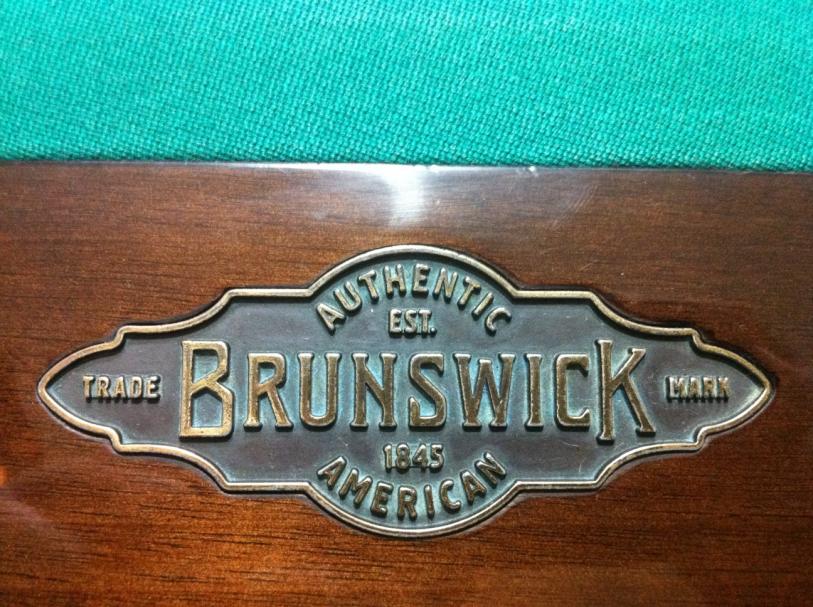 AUTHENTIC
EST.
TRADE BRUNSWICK MARK
1845
AMERICAN